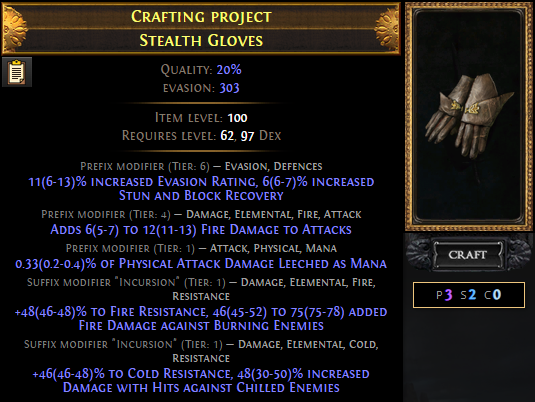 Crafting project
Stealth Gloves
Quality: 20%
evasion: 303
Item level: 100
Requires level: 62, 97 Dex
Prefix modifier (Tier: 6) — Evasion, Defences
11(6-13)% increased Evasion Rating, 6(6-7)% increased
Stun and Block Recovery
Prefix modifier (Tier: 4) — Damage, Elemental, Fire, Attack
Adds 6(5-7) to 12(11-13) Fire Damage to Attacks
Prefix modifier (Tier: 1) — Attack, Physical, Mana
0.33(0.2-0.4)% of Physical Attack Damage Leeched as Mana
Suffix modifier "Incursion" (Tier: 1) — Damage, Elemental, Fire,
Resistance
+48(46-48)% to Fire Resistance, 46(45-52) to 75(75-78) added
Fire Damage against Burning Enemies
Suffix modifier "Incursion" (Tier: 1) — Damage, Elemental, Cold,
Resistance
+46(46-48)% to Cold Resistance, 48(30-50)% increased
Damage with Hits against Chilled Enemies
CRAFT
P3 S2 C0